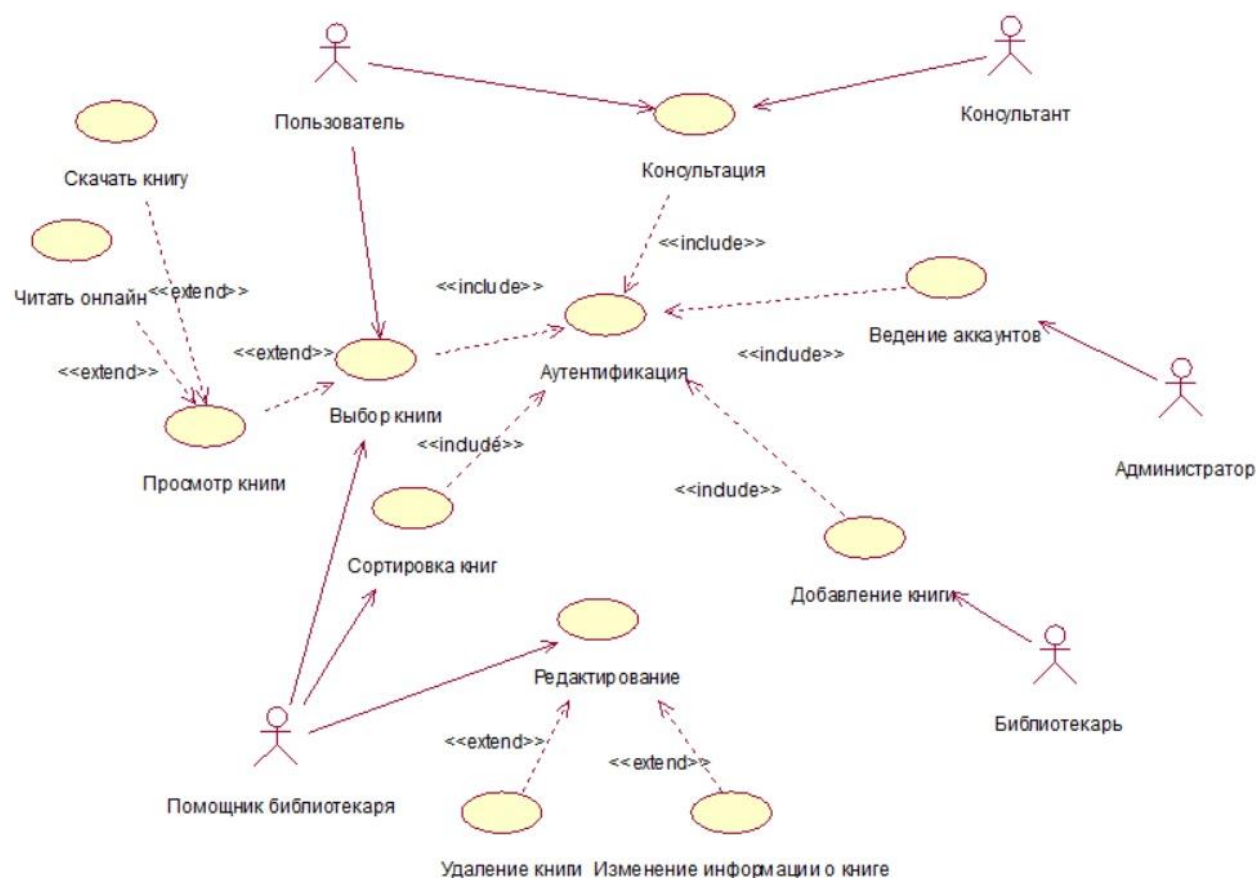 Пользователь
Консультант
Скачать книгу
Консультация
<<include>>
Читать онлайн
<<extend>>
<<include>>
Ведение аккаунтов
<<extend>>
<<extend>>
<<include>>
Аутентификация
Выбор книги
<<include>>
Администратор
Просмотр книги
<<include>>
Сортировка книг
Добавление книги
Редактирование
Библиотекарь
<<extend>>
<<extend>>
Помощник библиотекаря
Удаление книги
Изменение информации о книге